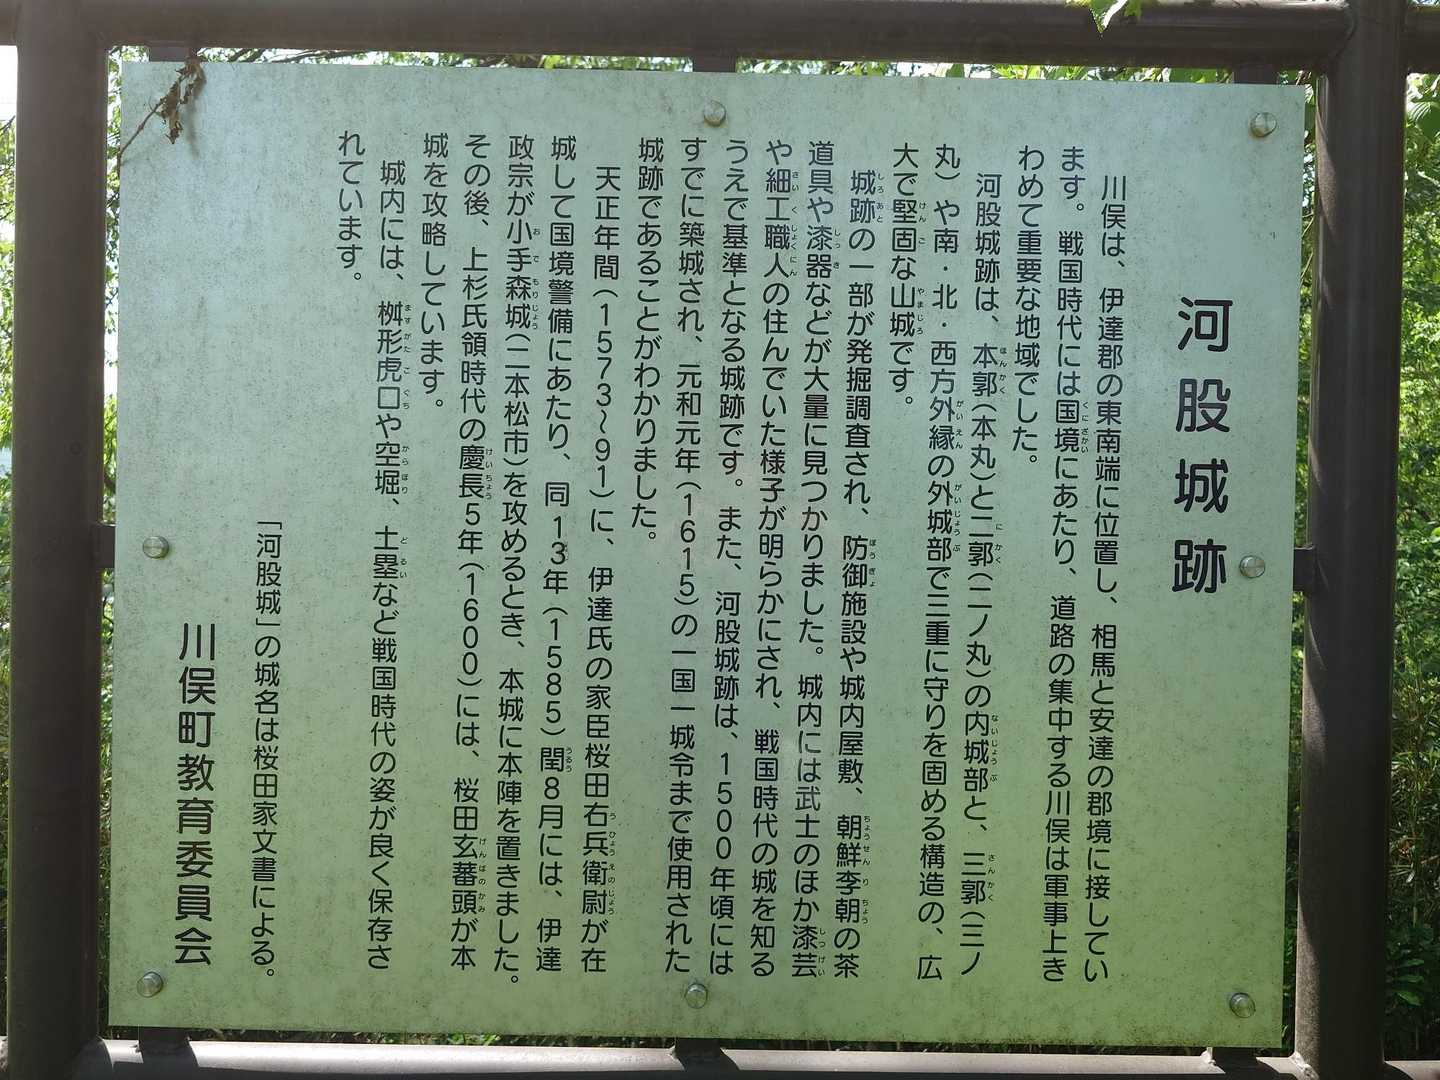 河股城跡
川俣は、伊達郡の東南端に位置し、相馬と安達の郡境に接してい
ます。戦国時代には国境にあたり、道路の集中する川俣は軍事上き
わめて重要な地域でした。
河股城跡は、本郭（本丸）と二郭（二ノ丸）の内城部と、三郭（三ノ
丸）や南・北・西方外縁の外城部で三重に守りを固める構造の、広
大で堅固な山城です。
城跡の一部が発掘調査され、防御施設や城内屋敷、朝鮮李朝の茶
道具や漆器などが大量に見つかりました。城内には武士のほか漆芸
や細工職人の住んでいた様子が明らかにされ、戦国時代の城を知る
うえで基準となる城跡です。また、河股城跡は、1500年頃には
すでに築城され、元和元年（1615）の一国一城令まで使用された
城跡であることがわかりました。
天正年間（1573～91）に、伊達氏の家臣桜田右兵衛尉が在
城して国境警備にあたり、同13年（1585）閏8月には、伊達
政宗が小手森城（二本松市）を攻めるとき、本城に本陣を置きました。
その後、上杉氏領時代の慶長5年（1600）には、桜田玄蕃頭が本
城を攻略しています。
城内には、桝形虎口や空堀、土塁など戦国時代の姿が良く保存さ
れています。
「河股城」の城名は桜田家文書による。
川俣町教育委員会